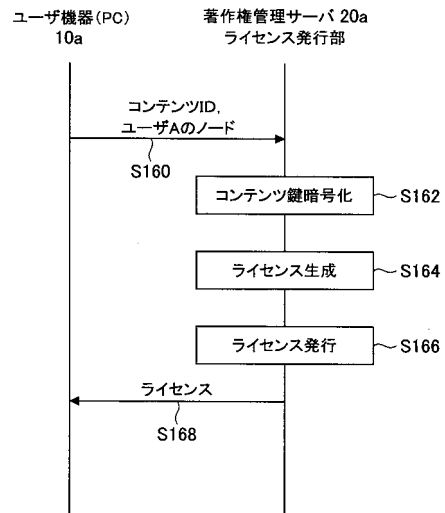 ユーザ機器(PC)
10a
著作権管理サーバ 20a
ライセンス発行部
コンテンツID,
ユーザAのノード
S160
コンテンツ鍵暗号化
S162
ライセンス生成
S164
ライセンス発行
S166
ライセンス
S168